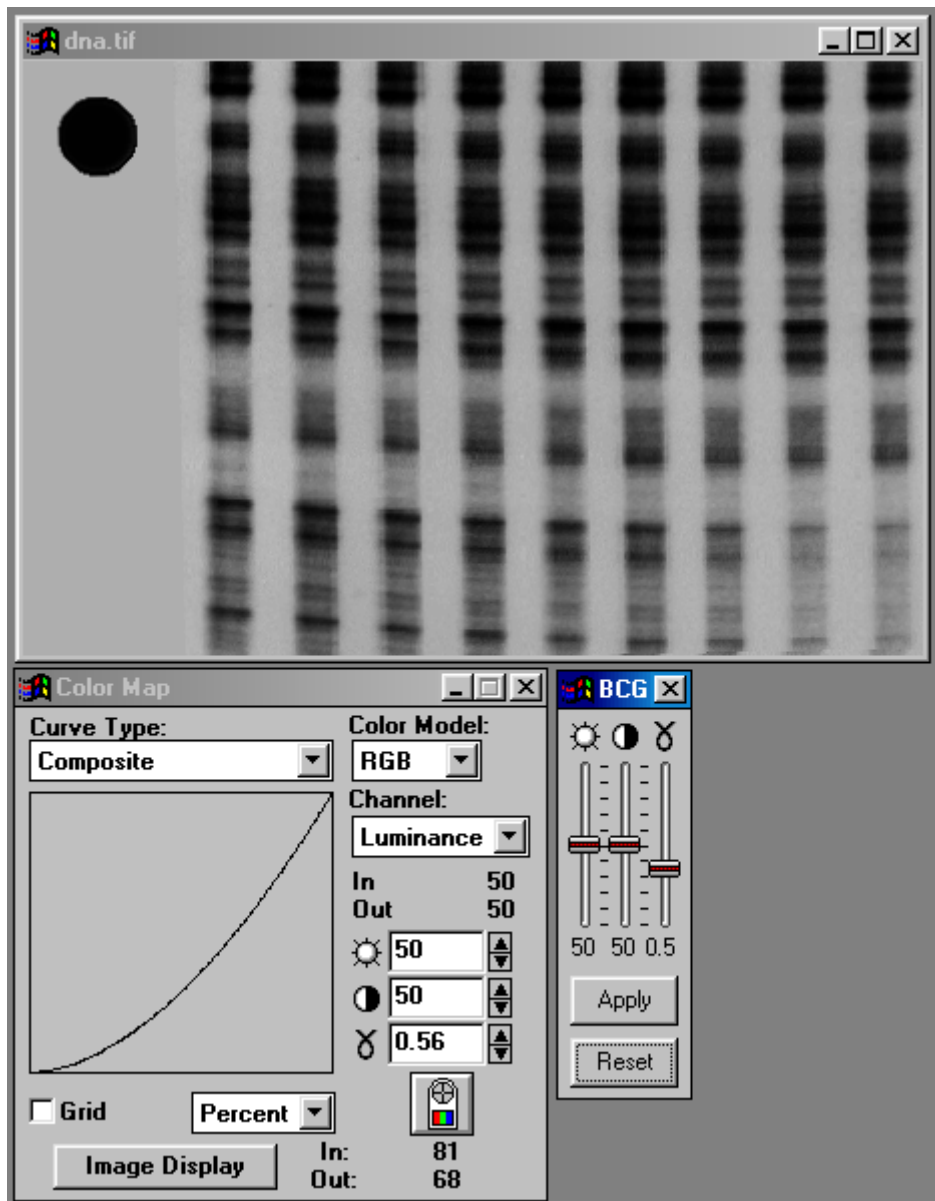 dna.tif
Color Map
Curve Type:
Composite
Color Model:
RGB
Channel:
Luminance
In 50
Out 50
50
50
0.56
Grid
Percent
Image Display
In: 81
Out: 68
BCG
50 50 0.5
Apply
Reset